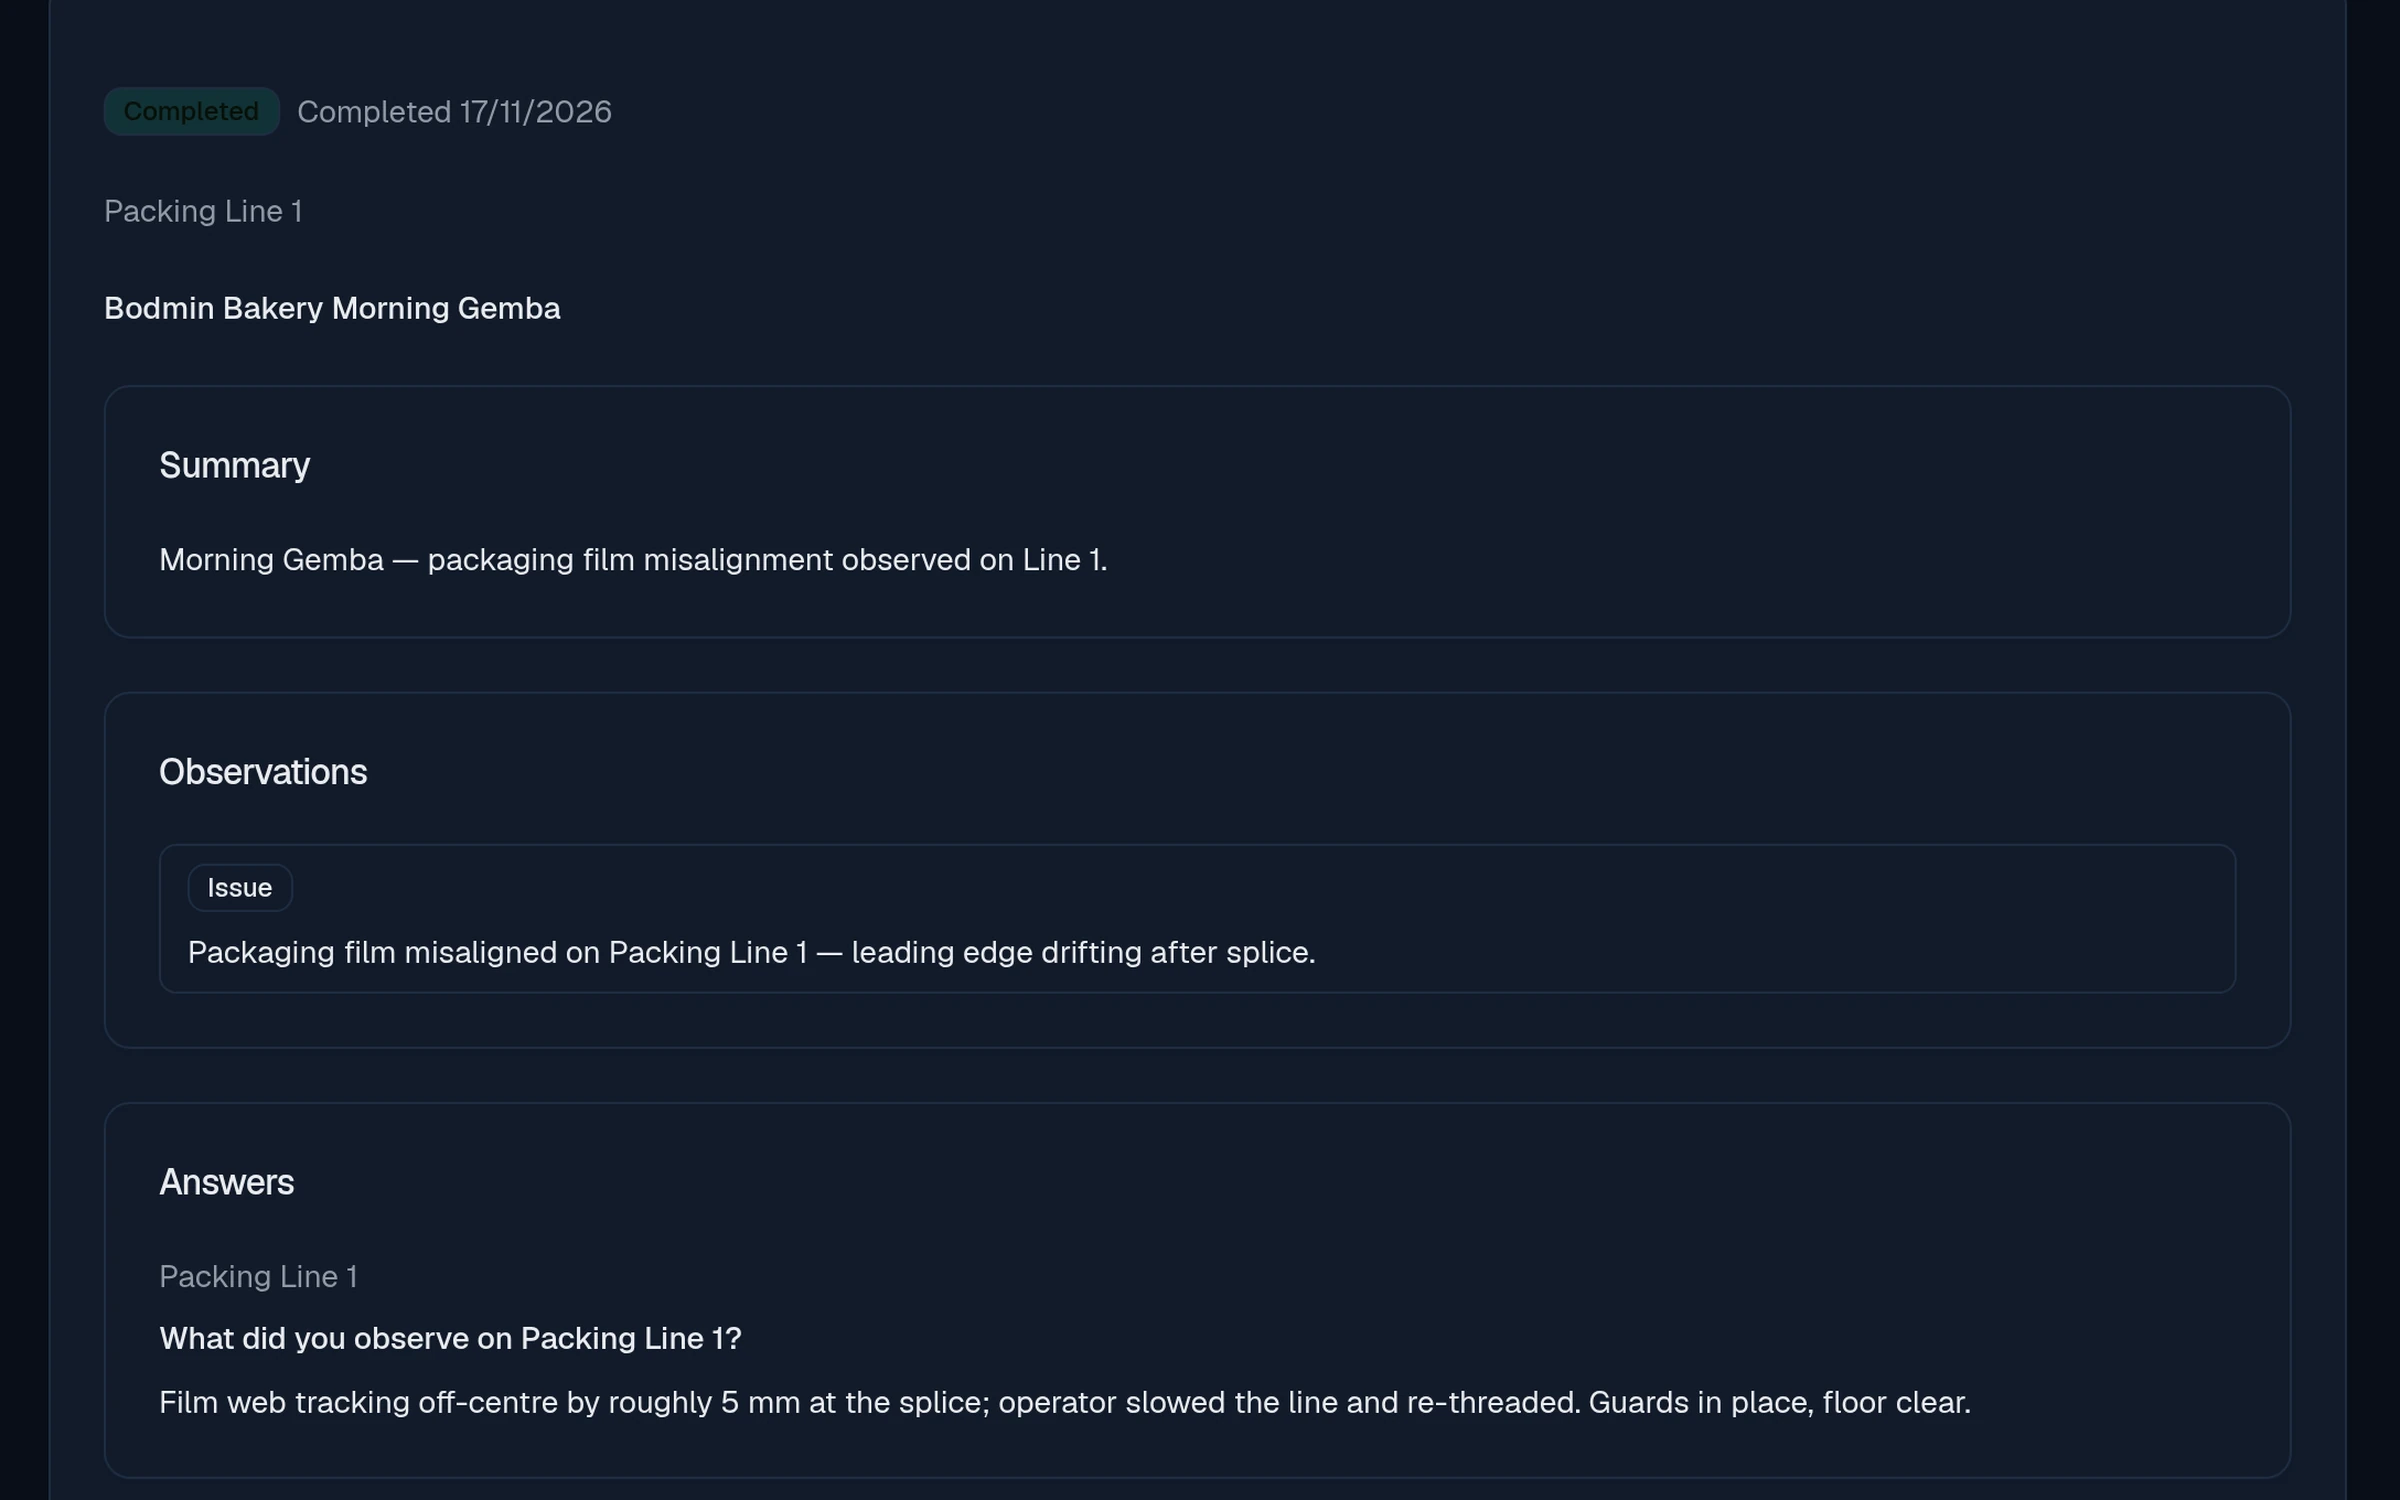 Completed Completed 17/11/2026
Packing Line 1
Bodmin Bakery Morning Gemba
Summary
Morning Gemba — packaging film misalignment observed on Line 1.
Observations
Issue
Packaging film misaligned on Packing Line 1 — leading edge drifting after splice.
Answers
Packing Line 1
What did you observe on Packing Line 1?
Film web tracking off-centre by roughly 5 mm at the splice; operator slowed the line and re-threaded. Guards in place, floor clear.